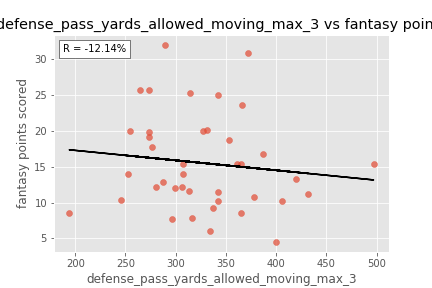 defense_pass_yards_allowed_moving_max_3 vs fantasy poin
R = -12.14%
30
25
20
15
10
5
fantasy points scored
200 250 300 350 400 450 500
defense_pass_yards_allowed_moving_max_3